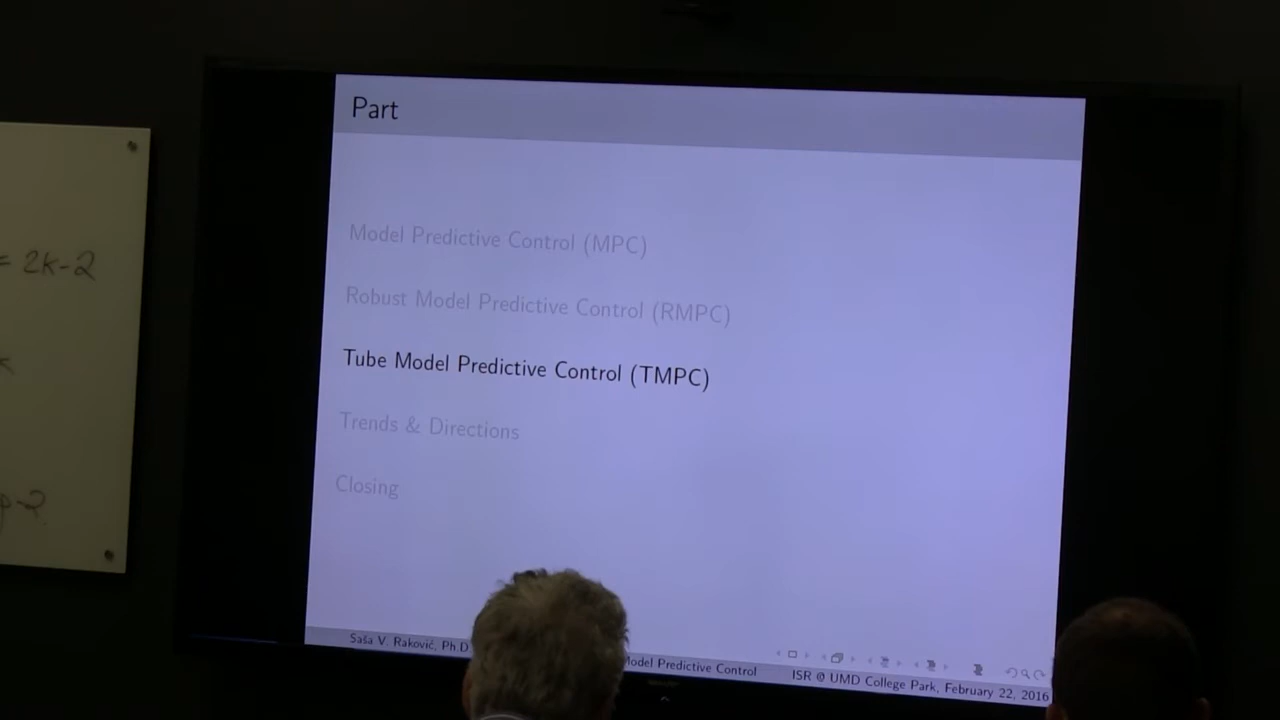 Part
Model Predictive Control (MPC)
Robust Model Predictive Control (RMPC)
Tube Model Predictive Control (TMPC)
Trends & Directions
Closing
Saša V. Raković, Ph.D
Model Predictive Control
ISR @ UMD College Park, February 22, 2016
= 2k-2